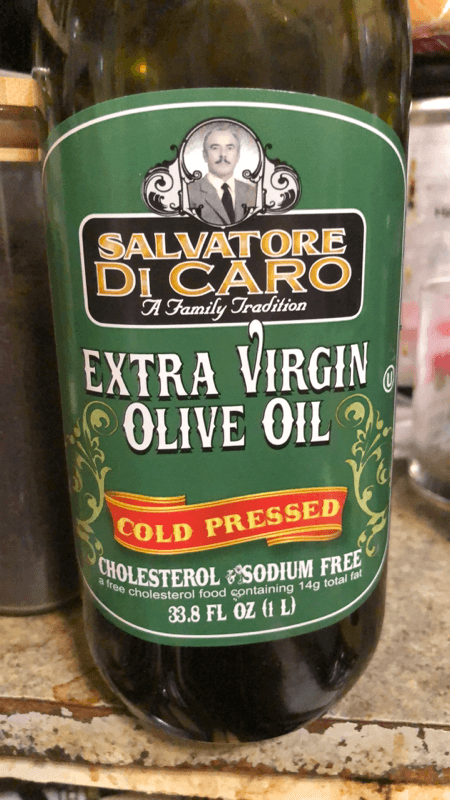 SALVATORE
DI CARO
A Family Tradition
EXTRA VIRGIN
OLIVE OIL
U
COLD PRESSED
CHOLESTEROL & SODIUM FREE
a free cholesterol food containing 14g total fat
33.8 FL OZ (1 L)